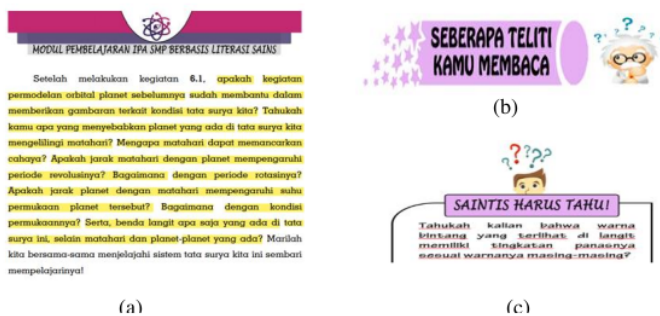 MODUL PEMBELAJARAN IPA SMP BERBASIS LITERASI SAINS
Setelah melakukan kegiatan 6.1, apakah kegiatan
permodelan orbital planet sebelumnya sudah membantu dalam
memberikan gambaran terkait kondisi tata surya kita? Tahukah
kamu apa yang menyebabkan planet yang ada di tata surya kita
mengelilingi matahari? Mengapa matahari dapat memancarkan
cahaya? Apakah jarak matahari dengan planet mempengaruhi
periode revolusinya? Bagaimana dengan periode rotasinya?
Apakah jarak planet dengan matahari mempengaruhi suhu
permukaan planet tersebut? Bagaimana dengan kondisi
permukaannya? Serta, benda langit apa saja yang ada di tata
surya ini, selain matahari dan planet-planet yang ada? Marilah
kita bersama-sama menjelajahi sistem tata surya kita ini sembari
mempelajarinya!
(a)
SEBERAPA TELITI
KAMU MEMBACA
? ? ?
(b)
? ? ? ?
SAINTIS HARUS TAHU!
Tahukah kalian bahwa warna
bintang yang terlihat di langit
memiliki tingkatan panasnya
sesuai warnanya masing-masing?
(c)